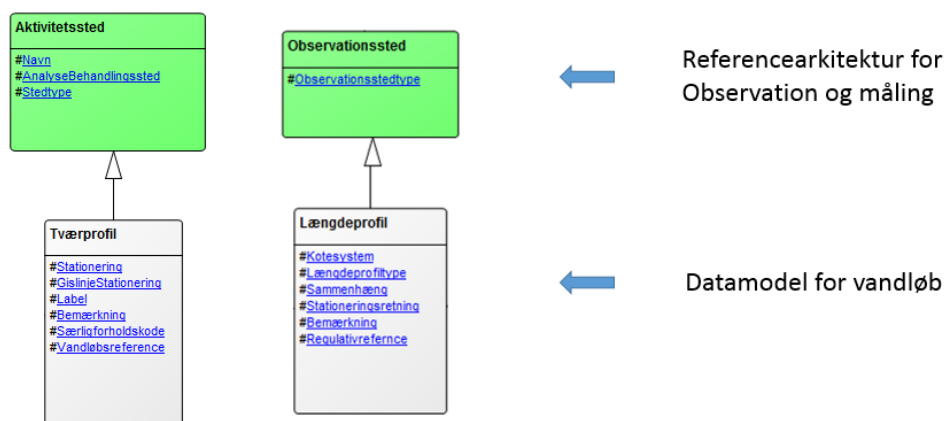 Aktivitetssted
#Navn
#AnalyseBehandlingssted
#Stedtype
Observationssted
#Observationsstedtype
Referencearkitektur for
Observation og måling
Tværprofil
#Stationering
#GislinjeStationering
#Label
#Bemærkning
#Særligforholdskode
#Vandløbsreference
Længdeprofil
#Kotesystem
#Længdeprofiltype
#Sammenhæng
#Stationeringsretning
#Bemærkning
#Regulativrefernce
Datamodel for vandløb